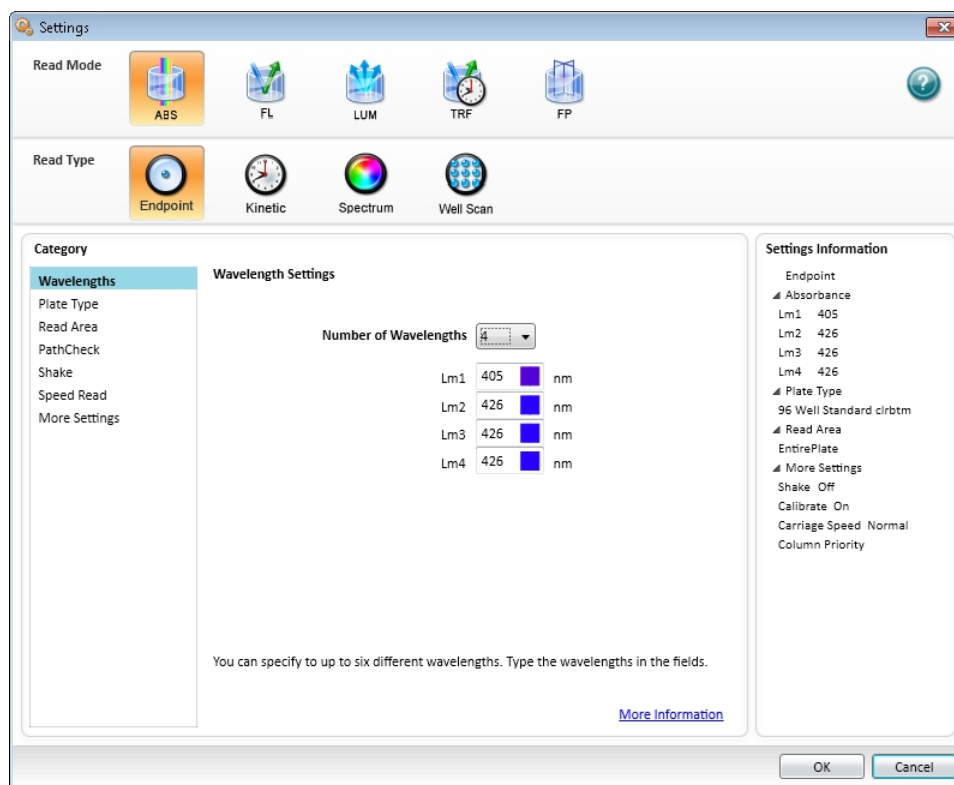 Settings
Read Mode
ABS FL LUM TRF FP
?
Read Type
Endpoint Kinetic Spectrum Well Scan
Category
Wavelengths
Plate Type
Read Area
PathCheck
Shake
Speed Read
More Settings
Wavelength Settings
Number of Wavelengths 4
Lm1 405 nm
Lm2 426 nm
Lm3 426 nm
Lm4 426 nm
You can specify to up to six different wavelengths. Type the wavelengths in the fields.
More Information
Settings Information
Endpoint
Absorbance
Lm1 405
Lm2 426
Lm3 426
Lm4 426
Plate Type
96 Well Standard clrbtm
Read Area
EntirePlate
More Settings
Shake Off
Calibrate On
Carriage Speed Normal
Column Priority
OK Cancel